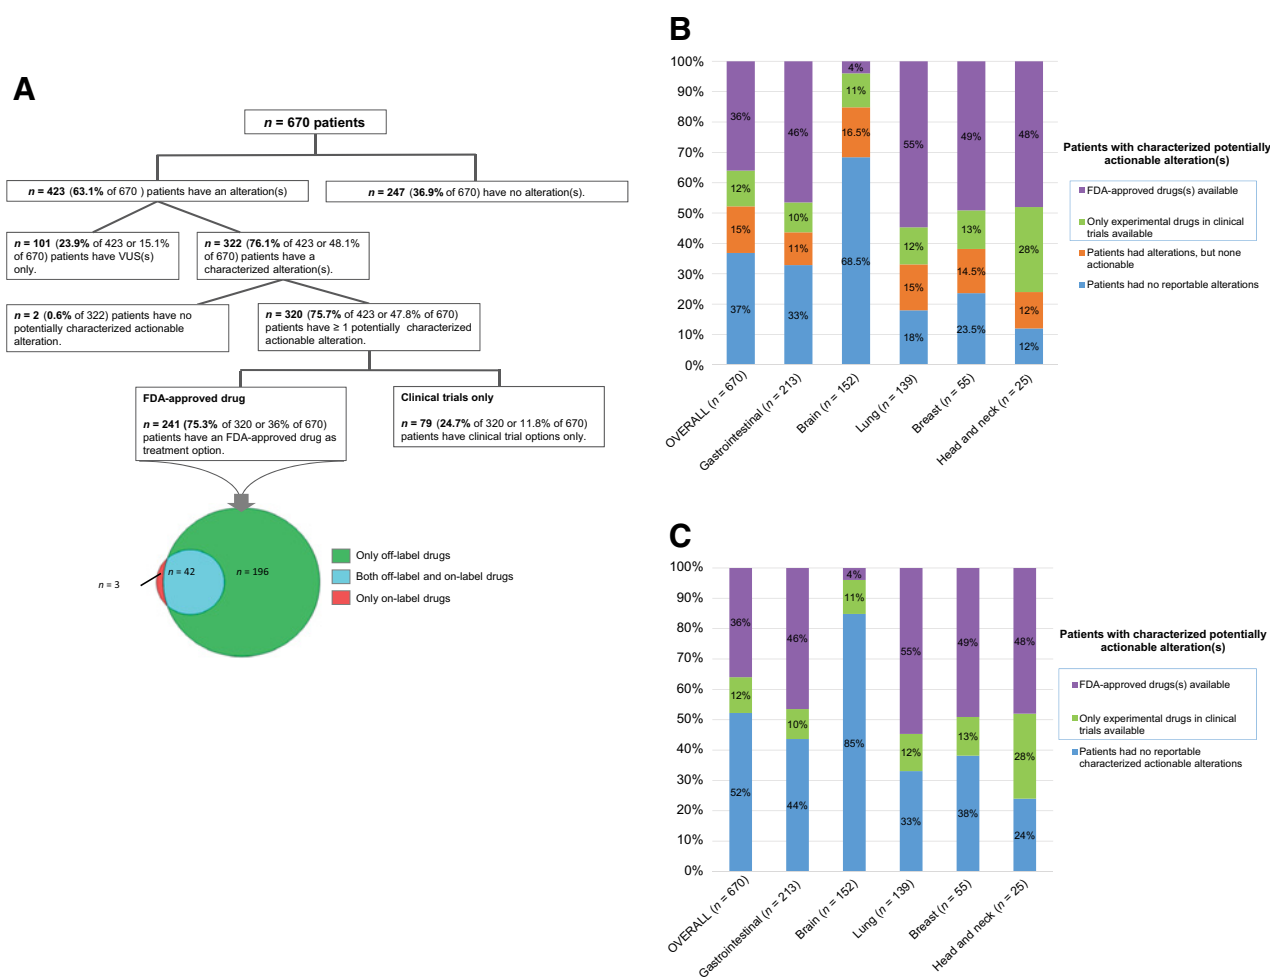 A
n = 670 patients
n = 423 (63.1% of 670 ) patients have an alteration(s)
n = 247 (36.9% of 670) have no alteration(s).
n = 101 (23.9% of 423 or 15.1%
of 670) patients have VUS(s)
only.
n = 322 (76.1% of 423 or 48.1%
of 670) patients have a
characterized alteration(s).
n = 2 (0.6% of 322) patients have no
potentially characterized actionable
alteration.
n = 320 (75.7% of 423 or 47.8% of 670)
patients have ≥ 1 potentially characterized
actionable alteration.
FDA-approved drug
n = 241 (75.3% of 320 or 36% of 670)
patients have an FDA-approved drug as
treatment option.
Clinical trials only
n = 79 (24.7% of 320 or 11.8% of 670)
patients have clinical trial options only.
n = 3
n = 42
n = 196
Only off-label drugs
Both off-label and on-label drugs
Only on-label drugs
B
100%
90%
80%
70%
60%
50%
40%
30%
20%
10%
0%
36%
12%
15%
37%
46%
10%
11%
33%
4%
11%
16.5%
68.5%
55%
12%
15%
18%
49%
13%
14.5%
23.5%
48%
28%
12%
12%
OVERALL (n = 670)
Gastrointestinal (n = 213)
Brain (n = 152)
Lung (n = 139)
Breast (n = 55)
Head and neck (n = 25)
Patients with characterized potentially
actionable alteration(s)
FDA-approved drugs(s) available
Only experimental drugs in clinical
trials available
Patients had alterations, but none
actionable
Patients had no reportable alterations
C
100%
90%
80%
70%
60%
50%
40%
30%
20%
10%
0%
36%
12%
52%
46%
10%
44%
4%
11%
85%
55%
12%
33%
49%
13%
38%
48%
28%
24%
OVERALL (n = 670)
Gastrointestinal (n = 213)
Brain (n = 152)
Lung (n = 139)
Breast (n = 55)
Head and neck (n = 25)
Patients with characterized potentially
actionable alteration(s)
FDA-approved drugs(s) available
Only experimental drugs in clinical
trials available
Patients had no reportable
characterized actionable alterations